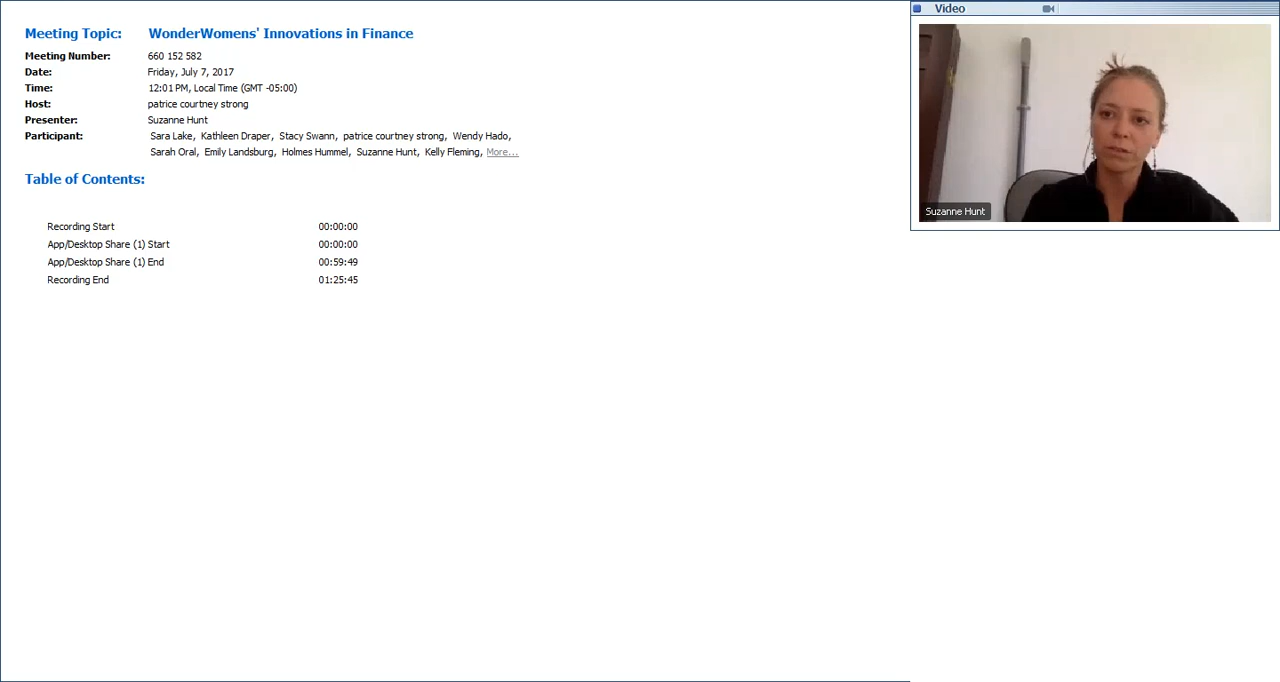 Meeting Topic: WonderWomens' Innovations in Finance
Meeting Number: 660 152 582
Date: Friday, July 7, 2017
Time: 12:01 PM, Local Time (GMT -05:00)
Host: patrice courtney strong
Presenter: Suzanne Hunt
Participant: Sara Lake, Kathleen Draper, Stacy Swann, patrice courtney strong, Wendy Hado,
Sarah Oral, Emily Landsburg, Holmes Hummel, Suzanne Hunt, Kelly Fleming, More...
Table of Contents:
Recording Start 00:00:00
App/Desktop Share (1) Start 00:00:00
App/Desktop Share (1) End 00:59:49
Recording End 01:25:45
Video
Suzanne Hunt